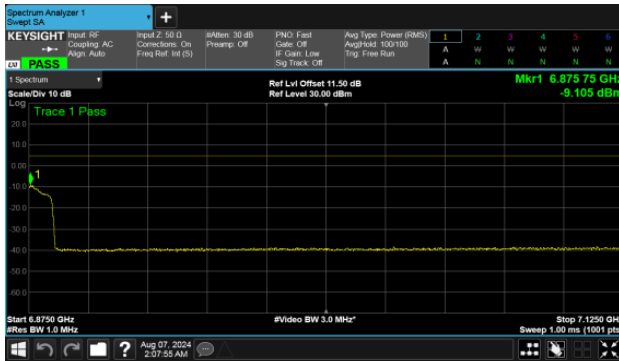 Spectrum Analyzer 1
Swept SA
+
KEYSIGHT
Input: RF
Coupling: AC
Align: Auto
Input Z: 50 Ω
Corrections: On
Freq Ref: Int (S)
#Atten: 30 dB
Preamp: Off
PNO: Fast
Gate: Off
IF Gain: Low
Sig Track: Off
Avg Type: Power (RMS)
Avg|Hold: 100/100
Trig: Free Run
1 2 3 4 5 6
A W W W W W
A N N N N N
LXI PASS
1 Spectrum
Scale/Div 10 dB
Ref Lvl Offset 11.50 dB
Ref Level 30.00 dBm
Mkr1 6.875 75 GHz
-9.105 dBm
Log
Trace 1 Pass
20.0
10.0
0.00
1
-10.0
-20.0
-30.0
-40.0
-50.0
-60.0
Start 6.8750 GHz
#Res BW 1.0 MHz
#Video BW 3.0 MHz*
Stop 7.1250 GHz
Sweep 1.00 ms (1001 pts
?
Aug 07, 2024
2:07:55 AM